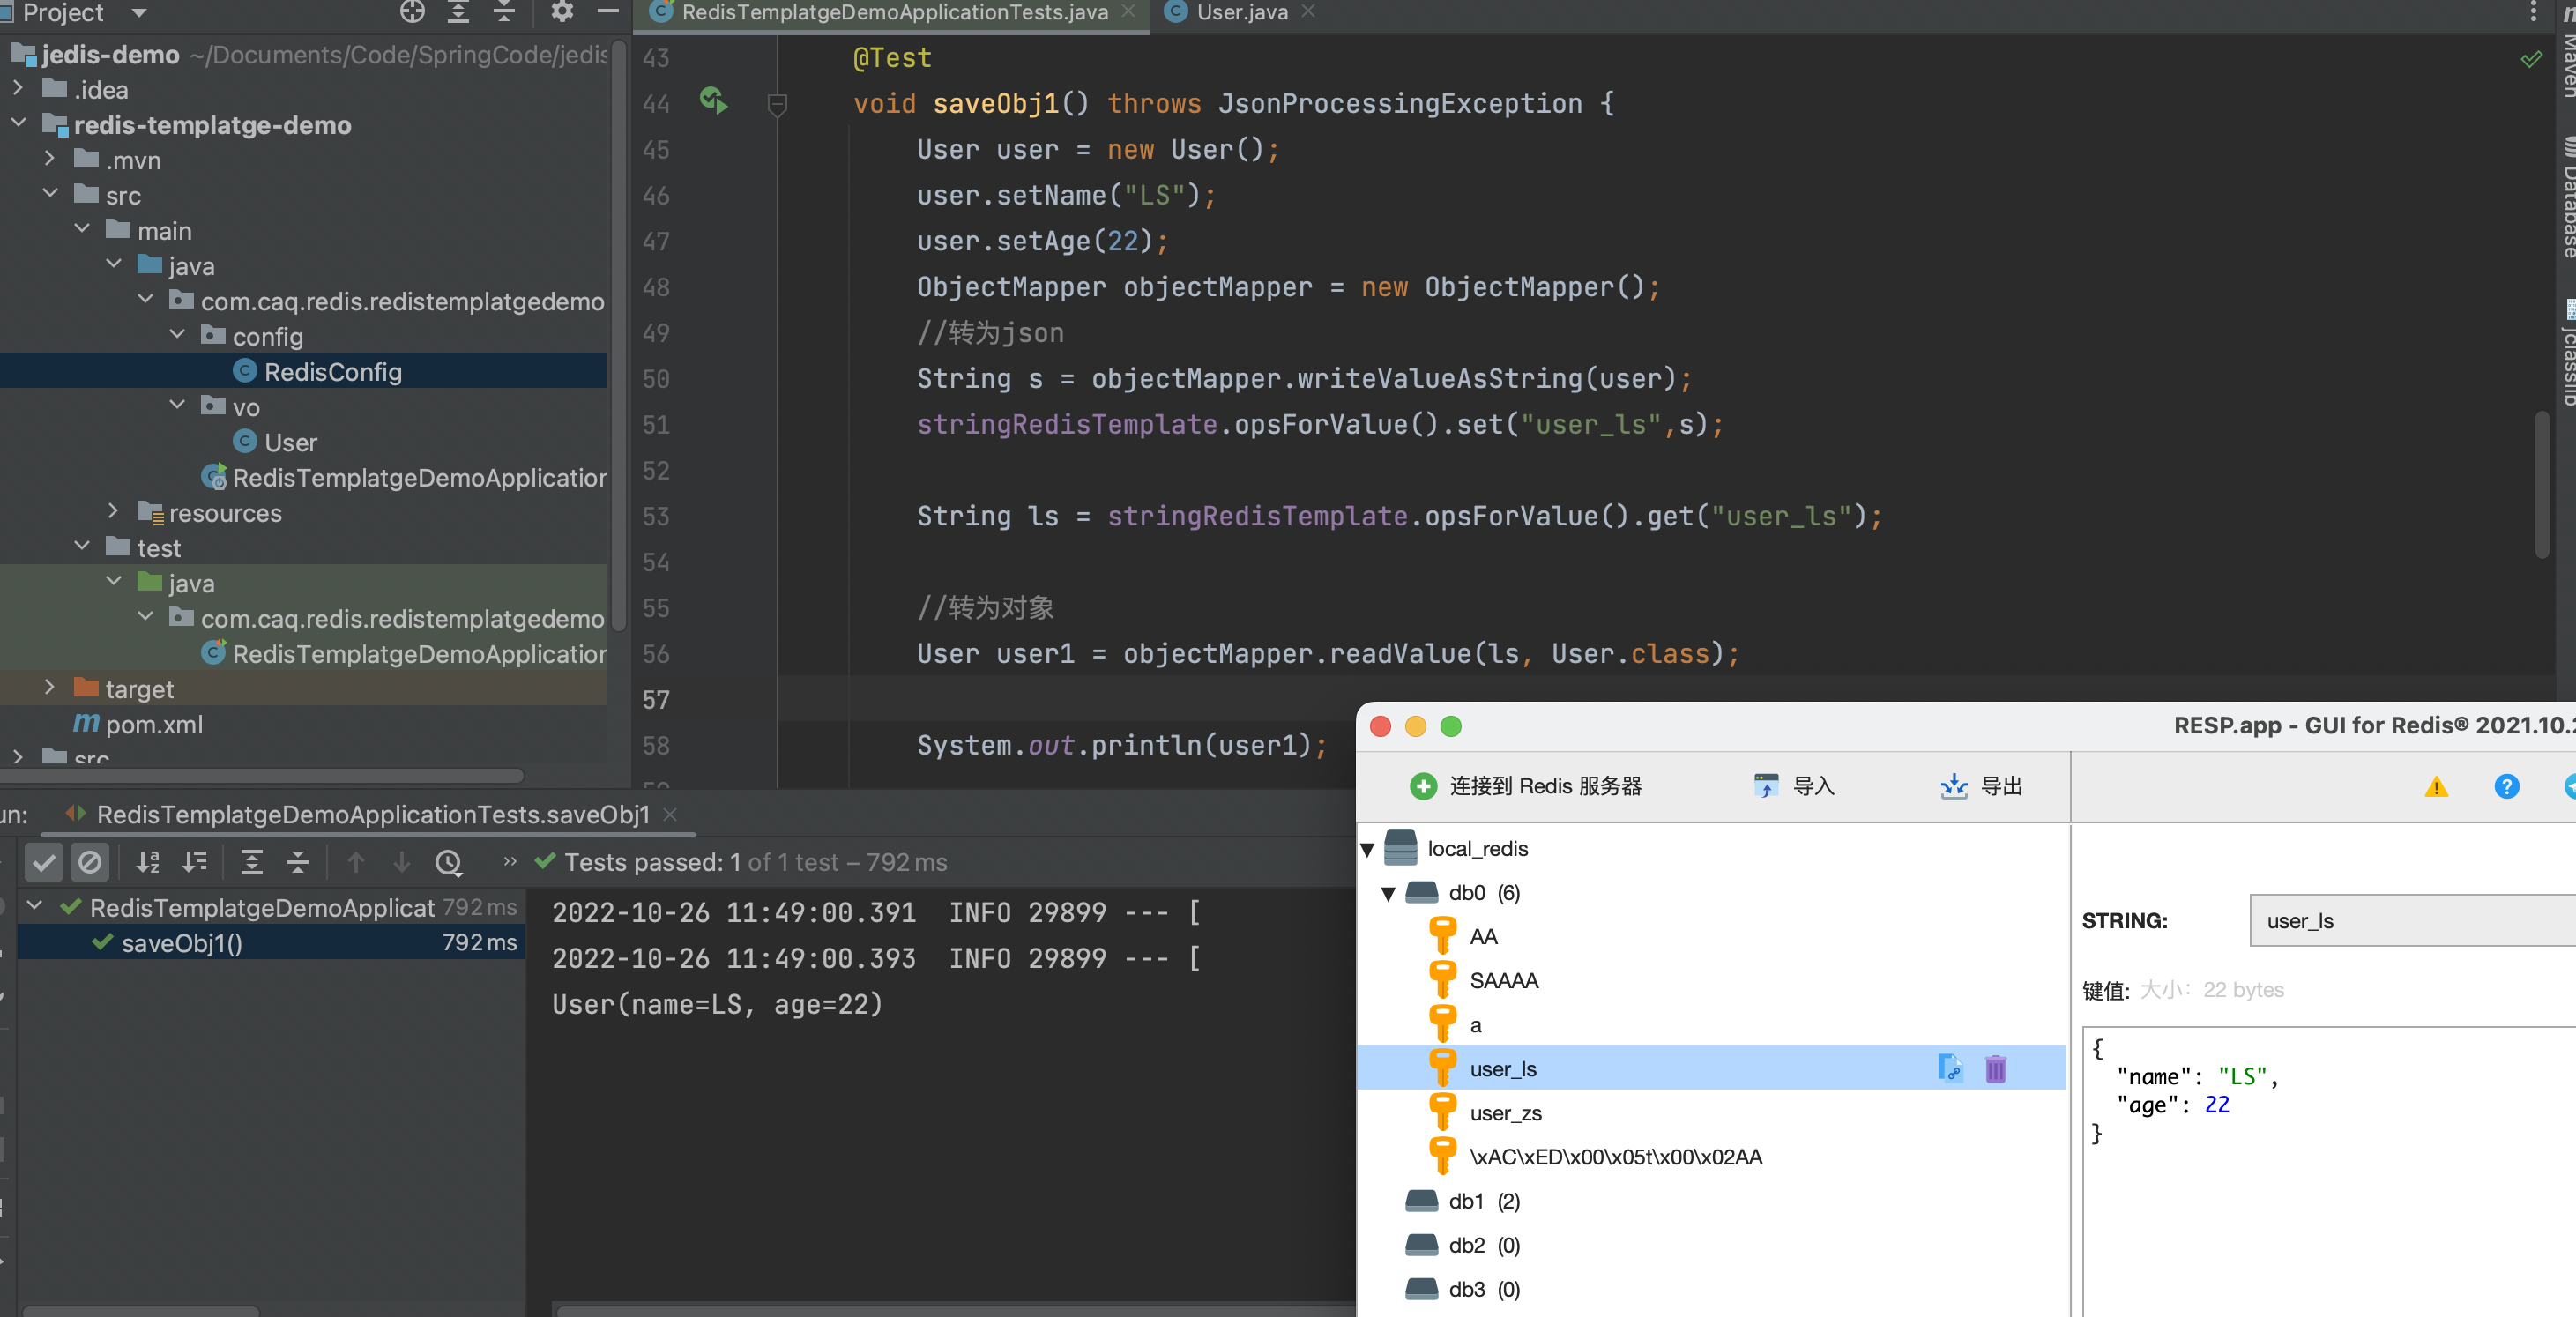 Project
jedis-demo ~/Documents/Code/SpringCode/jedis
.idea
redis-templatge-demo
.mvn
src
main
java
com.caq.redis.redistemplatgedemo
config
RedisConfig
vo
User
RedisTemplatgeDemoApplication
resources
test
java
com.caq.redis.redistemplatgedemo
RedisTemplatgeDemoApplication
target
pom.xml
src
RedisTemplatgeDemoApplicationTests.java
User.java
43 @Test
44 void saveObj1() throws JsonProcessingException {
45 User user = new User();
46 user.setName("LS");
47 user.setAge(22);
48 ObjectMapper objectMapper = new ObjectMapper();
49 //转为json
50 String s = objectMapper.writeValueAsString(user);
51 stringRedisTemplate.opsForValue().set("user_ls",s);
52
53 String ls = stringRedisTemplate.opsForValue().get("user_ls");
54
55 //转为对象
56 User user1 = objectMapper.readValue(ls, User.class);
57
58 System.out.println(user1);
Maven
Database
jclasslib
un:
RedisTemplatgeDemoApplicationTests.saveObj1
Tests passed: 1 of 1 test – 792 ms
RedisTemplatgeDemoApplicat 792 ms
saveObj1() 792 ms
2022-10-26 11:49:00.391 INFO 29899 --- [
2022-10-26 11:49:00.393 INFO 29899 --- [
User(name=LS, age=22)
RESP.app - GUI for Redis® 2021.10.2
连接到 Redis 服务器
导入
导出
local_redis
db0 (6)
AA
SAAAA
a
user_ls
user_zs
\xAC\xED\x00\x05t\x00\x02AA
db1 (2)
db2 (0)
db3 (0)
STRING:
user_ls
键值: 大小: 22 bytes
{
"name": "LS",
"age": 22
}